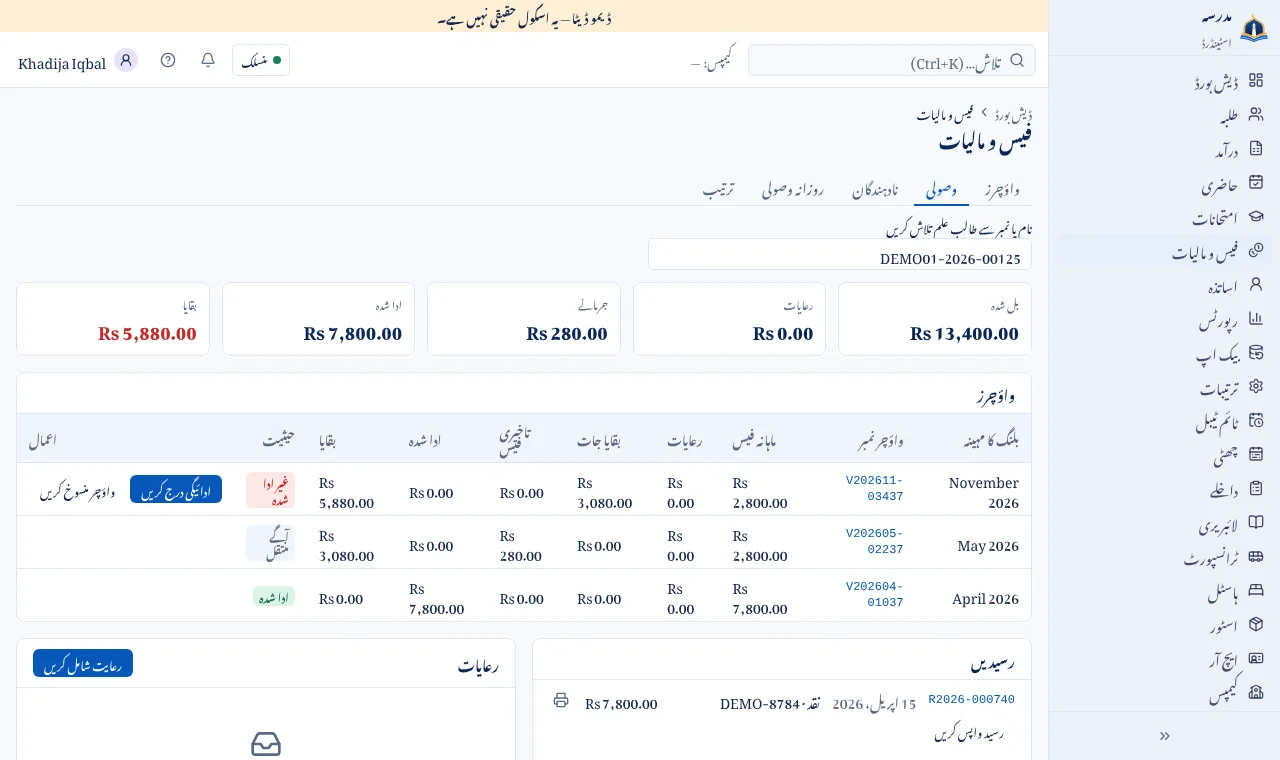 ڈیمو ڈیٹا — یہ اسکول حقیقی نہیں ہے۔
مدرسہ
اسٹینڈرڈ
ڈیش بورڈ
طلبہ
درآمد
حاضری
امتحانات
فیس و مالیات
اساتذہ
رپورٹس
بیک اپ
ترتیبات
ٹائم ٹیبل
چھٹی
داخلے
لائبریری
ٹرانسپورٹ
ہاسٹل
اسٹور
ایچ آر
کیمپس
تلاش... (Ctrl+K)
کیمپس: —
منسلک
Khadija Iqbal
ڈیش بورڈ
فیس و مالیات
فیس و مالیات
واؤچرز
وصولی
نادہندگان
روزانہ وصولی
ترتیب
نام یا نمبر سے طالب علم تلاش کریں
DEMO01-2026-00125
بل شدہ
Rs 13,400.00
رعایات
Rs 0.00
جرمانے
Rs 280.00
ادا شدہ
Rs 7,800.00
بقایا
Rs 5,880.00
واؤچرز
بلنگ کا مہینہ
واؤچر نمبر
ماہانہ فیس
رعایات
بقایا جات
تاخیری فیس
ادا شدہ
بقایا
حیثیت
اعمال
November 2026
V202611-03437
Rs 2,800.00
Rs 0.00
Rs 3,080.00
Rs 0.00
Rs 0.00
Rs 5,880.00
غیر ادا شدہ
ادائیگی درج کریں
واؤچر منسوخ کریں
May 2026
V202605-02237
Rs 2,800.00
Rs 0.00
Rs 0.00
Rs 280.00
Rs 0.00
Rs 3,080.00
آگے منتقل
April 2026
V202604-01037
Rs 7,800.00
Rs 0.00
Rs 0.00
Rs 0.00
Rs 7,800.00
Rs 0.00
ادا شدہ
رسیدیں
R2026-000740
15 اپریل، 2026
نقد · DEMO-8784
Rs 7,800.00
رسید واپس کریں
رعایات
رعایت شامل کریں